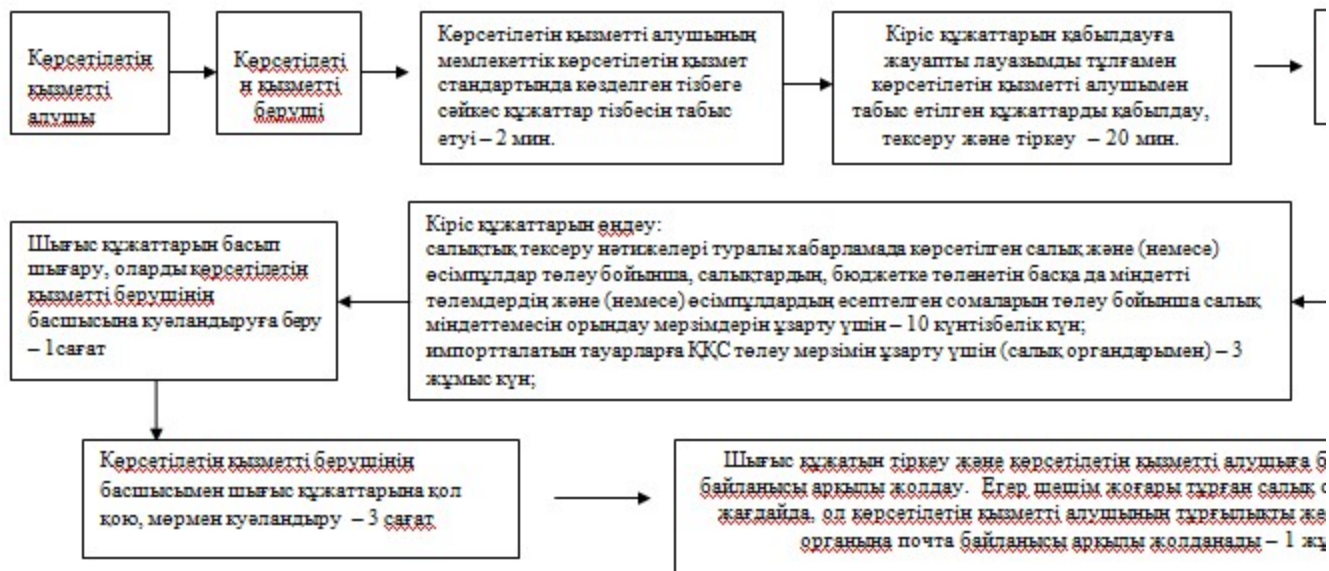 Көрсетілетін
қызметті
алушы
Көрсетілеті
н қызметті
беруші
Көрсетілетін қызметті алушының
мемлекеттік көрсетілетін қызмет
стандартында көзделген тізбеге
сәйкес құжаттар тізбесін табыс
етуі – 2 мин.
Кіріс құжаттарын қабылдауға
жауапты лауазымды тұлғамен
көрсетілетін қызметті алушымен
табыс етілген құжаттарды қабылдау,
тексеру және тіркеу – 20 мин.
Кіріс құжаттарын өңдеу:
салықтық тексеру нәтижелері туралы хабарламада көрсетілген салық және (немесе)
өсімпұлдар төлеу бойынша, салықтардың, бюджетке төленетін басқа да міндетті
төлемдердің және (немесе) өсімпұлдардың есептелген сомаларын төлеу бойынша салық
міндеттемесін орындау мерзімдерін ұзарту үшін – 10 күнтізбелік күн;
импортталатын тауарларға ҚҚС төлеу мерзімін ұзарту үшін (салық органдарымен) – 3
жұмыс күн;
Шығыс құжаттарын басып
шығару, оларды көрсетілетін
қызметті берушінің
басшысына куәландыруға беру
– 1сағат
Көрсетілетін қызметті берушінің
басшысымен шығыс құжаттарына қол
қою, мөрмен куәландыру – 3 сағат
Шығыс құжатын тіркеу және көрсетілетін қызметті алушыға б
байланысы арқылы жолдау. Егер шешім жоғары тұрған салық
жағдайда, ол көрсетілетін қызметті алушының тұрғылықты же
органына почта байланысы арқылы жолданады – 1 жұ